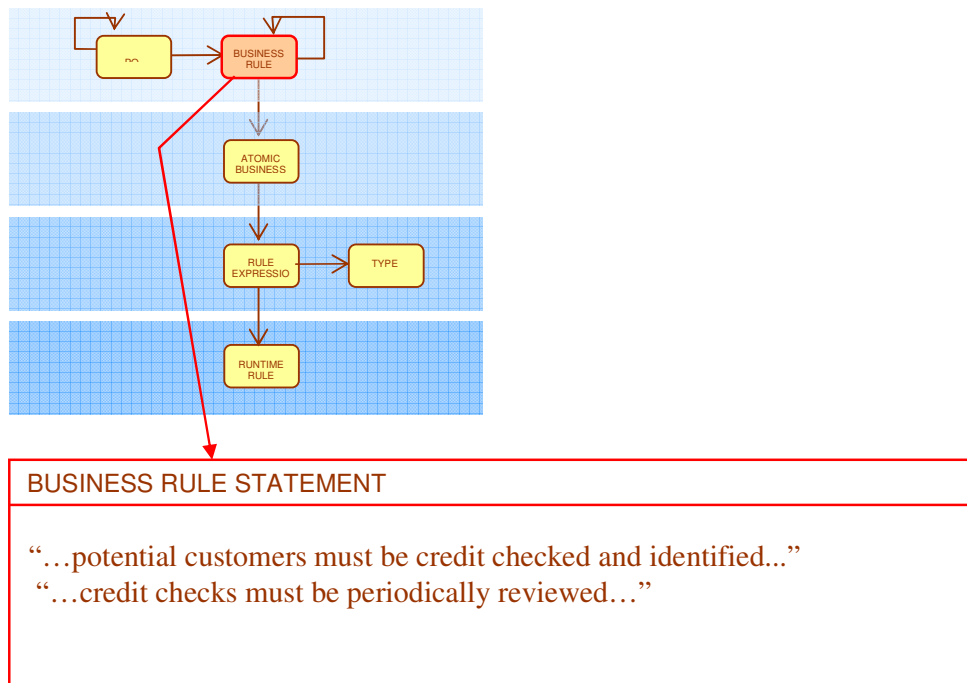 BUSINESS
RULE
ATOMIC
BUSINESS
RULE
EXPRESSIO
TYPE
RUNTIME
RULE
BUSINESS RULE STATEMENT
“…potential customers must be credit checked and identified...”
“…credit checks must be periodically reviewed…”